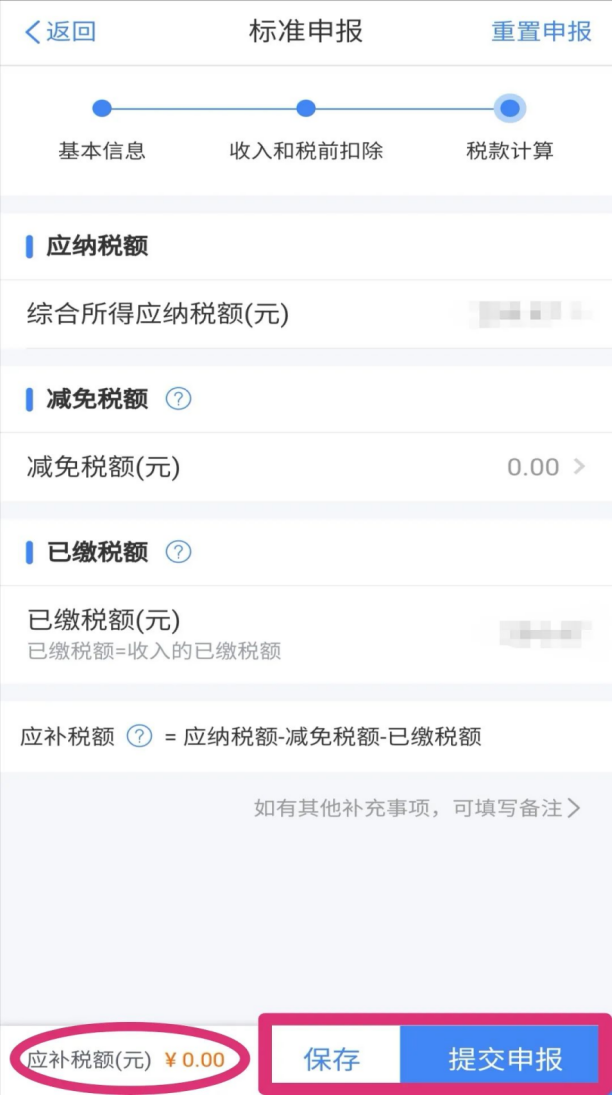 返回 标准申报 重置申报
基本信息 收入和税前扣除 税款计算
应纳税额
综合所得应纳税额(元)
减免税额 ?
减免税额(元) 0.00
已缴税额 ?
已缴税额(元)
已缴税额=收入的已缴税额
应补税额 ? = 应纳税额-减免税额-已缴税额
如有其他补充事项，可填写备注
应补税额(元) ¥0.00 保存 提交申报